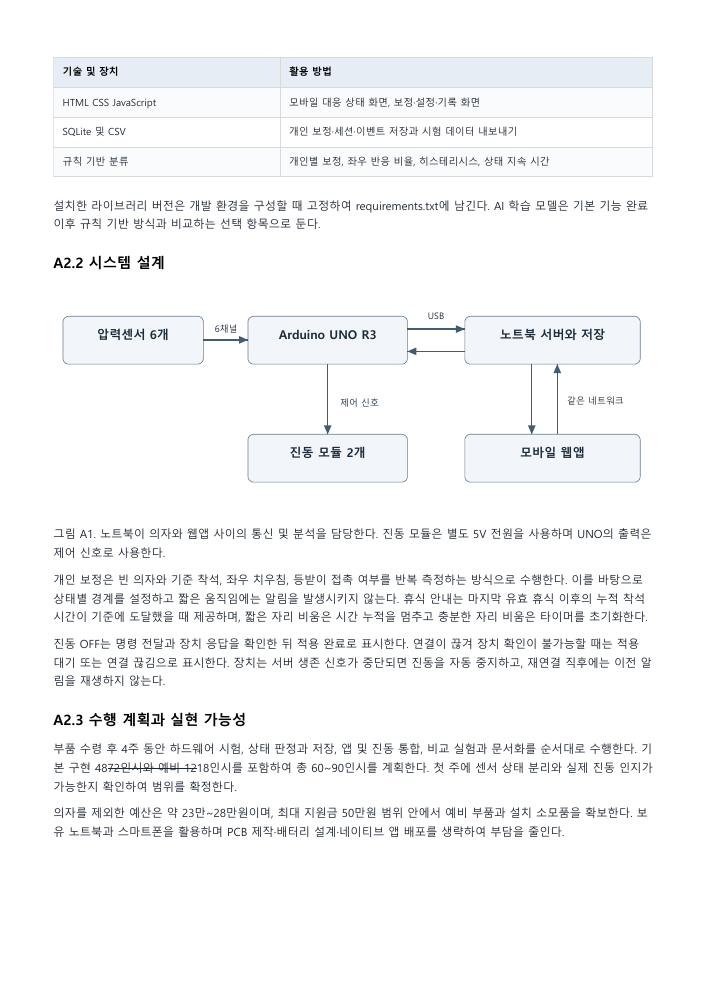 기술 및 장치 활용 방법
HTML CSS JavaScript 모바일 대응 상태 화면, 보정·설정·기록 화면
SQLite 및 CSV 개인 보정·세션·이벤트 저장과 시험 데이터 내보내기
규칙 기반 분류 개인별 보정, 좌우 반응 비율, 히스테리시스, 상태 지속 시간
설치한 라이브러리 버전은 개발 환경을 구성할 때 고정하여 requirements.txt에 남긴다. AI 학습 모델은 기본 기능 완료
이후 규칙 기반 방식과 비교하는 선택 항목으로 둔다.
A2.2 시스템 설계
압력센서 6개
6채널
Arduino UNO R3
USB
노트북 서버와 저장
제어 신호
같은 네트워크
진동 모듈 2개
모바일 웹앱
그림 A1. 노트북이 의자와 웹앱 사이의 통신 및 분석을 담당한다. 진동 모듈은 별도 5V 전원을 사용하며 UNO의 출력은
제어 신호로 사용한다.
개인 보정은 빈 의자와 기준 착석, 좌우 치우침, 등받이 접촉 여부를 반복 측정하는 방식으로 수행한다. 이를 바탕으로
상태별 경계를 설정하고 짧은 움직임에는 알림을 발생시키지 않는다. 휴식 안내는 마지막 유효 휴식 이후의 누적 착석
시간이 기준에 도달했을 때 제공하며, 짧은 자리 비움은 시간 누적을 멈추고 충분한 자리 비움은 타이머를 초기화한다.
진동 OFF는 명령 전달과 장치 응답을 확인한 뒤 적용 완료로 표시한다. 연결이 끊겨 장치 확인이 불가능할 때는 적용
대기 또는 연결 끊김으로 표시한다. 장치는 서버 생존 신호가 중단되면 진동을 자동 중지하고, 재연결 직후에는 이전 알
림을 재생하지 않는다.
A2.3 수행 계획과 실현 가능성
부품 수령 후 4주 동안 하드웨어 시험, 상태 판정과 저장, 앱 및 진동 통합, 비교 실험과 문서화를 순서대로 수행한다. 기
본 구현 4872인시와 예비 1218인시를 포함하여 총 60~90인시를 계획한다. 첫 주에 센서 상태 분리와 실제 진동 인지가
가능한지 확인하여 범위를 확정한다.
의자를 제외한 예산은 약 23만~28만원이며, 최대 지원금 50만원 범위 안에서 예비 부품과 설치 소모품을 확보한다. 보
유 노트북과 스마트폰을 활용하며 PCB 제작·배터리 설계·네이티브 앱 배포를 생략하여 부담을 줄인다.